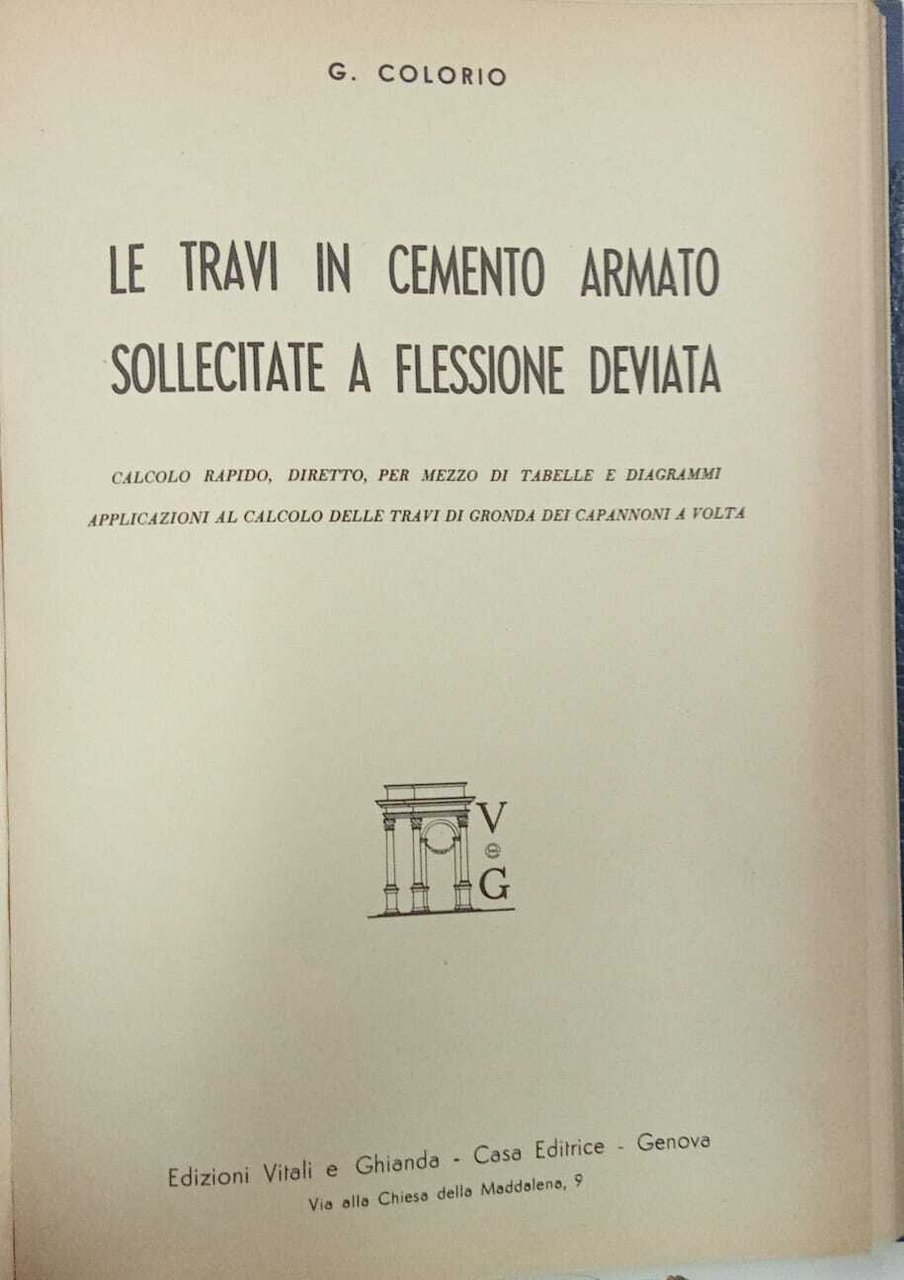 G. COLORIO
LE TRAVI IN CEMENTO ARMATO
SOLLECITATE A FLESSIONE DEVIATA
CALCOLO RAPIDO, DIRETTO, PER MEZZO DI TABELLE E DIAGRAMMI
APPLICAZIONI AL CALCOLO DELLE TRAVI DI GRONDA DEI CAPANNONI A VOLTA
V
e
G
Edizioni Vitali e Ghianda - Casa Editrice - Genova
Via alla Chiesa della Maddalena, 9